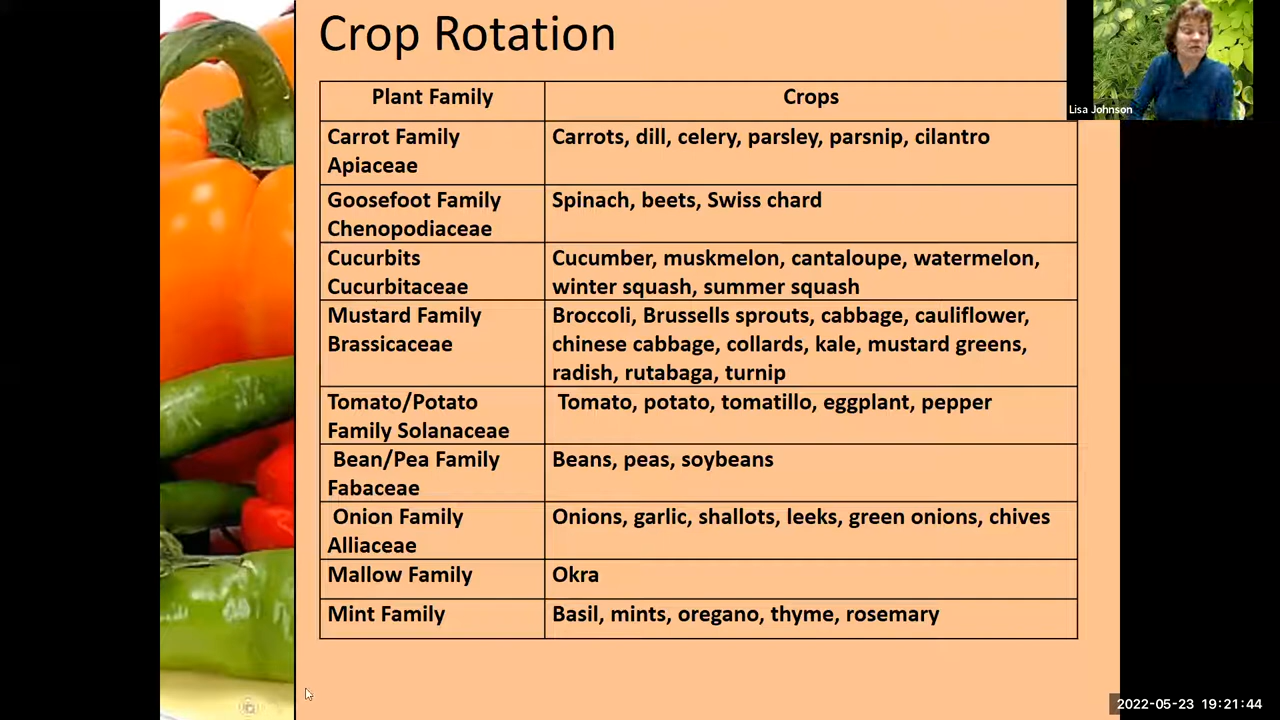 Crop Rotation
Lisa Johnson
Plant Family
Crops
Carrot Family
Apiaceae
Carrots, dill, celery, parsley, parsnip, cilantro
Goosefoot Family
Chenopodiaceae
Spinach, beets, Swiss chard
Cucurbits
Cucurbitaceae
Cucumber, muskmelon, cantaloupe, watermelon,
winter squash, summer squash
Mustard Family
Brassicaceae
Broccoli, Brussells sprouts, cabbage, cauliflower,
chinese cabbage, collards, kale, mustard greens,
radish, rutabaga, turnip
Tomato/Potato
Family Solanaceae
Tomato, potato, tomatillo, eggplant, pepper
Bean/Pea Family
Fabaceae
Beans, peas, soybeans
Onion Family
Alliaceae
Onions, garlic, shallots, leeks, green onions, chives
Mallow Family
Okra
Mint Family
Basil, mints, oregano, thyme, rosemary
2022-05-23 19:21:44